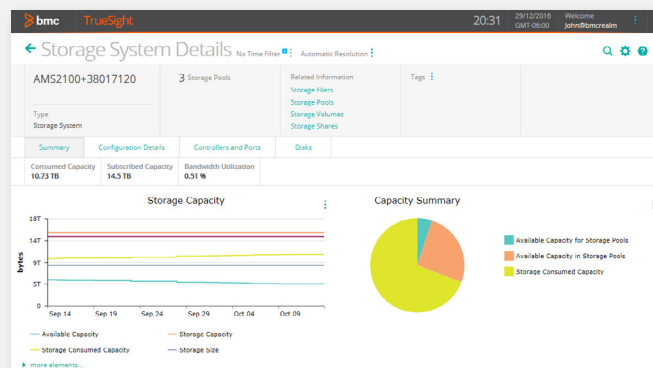 bmc TrueSight 20:31 29/12/2016 GMT-06:00 Welcome John@bmcrealm
Storage System Details No Time Filter Automatic Resolution
AMS2100+38017120
3 Storage Pools
Related Information
Storage Filers
Storage Pools
Storage Volumes
Storage Shares
Tags
Type
Storage System
Summary Configuration Details Controllers and Ports Disks
Consumed Capacity Subscribed Capacity Bandwidth Utilization
10.73 TB 14.5 TB 0.51 %
Storage Capacity
18T
14T
9T
5T
0
bytes
Sep 14 Sep 19 Sep 24 Sep 29 Oct 04 Oct 09
Available Capacity Storage Capacity
Storage Consumed Capacity Storage Size
more elements...
Capacity Summary
Available Capacity for Storage Pools
Available Capacity in Storage Pools
Storage Consumed Capacity